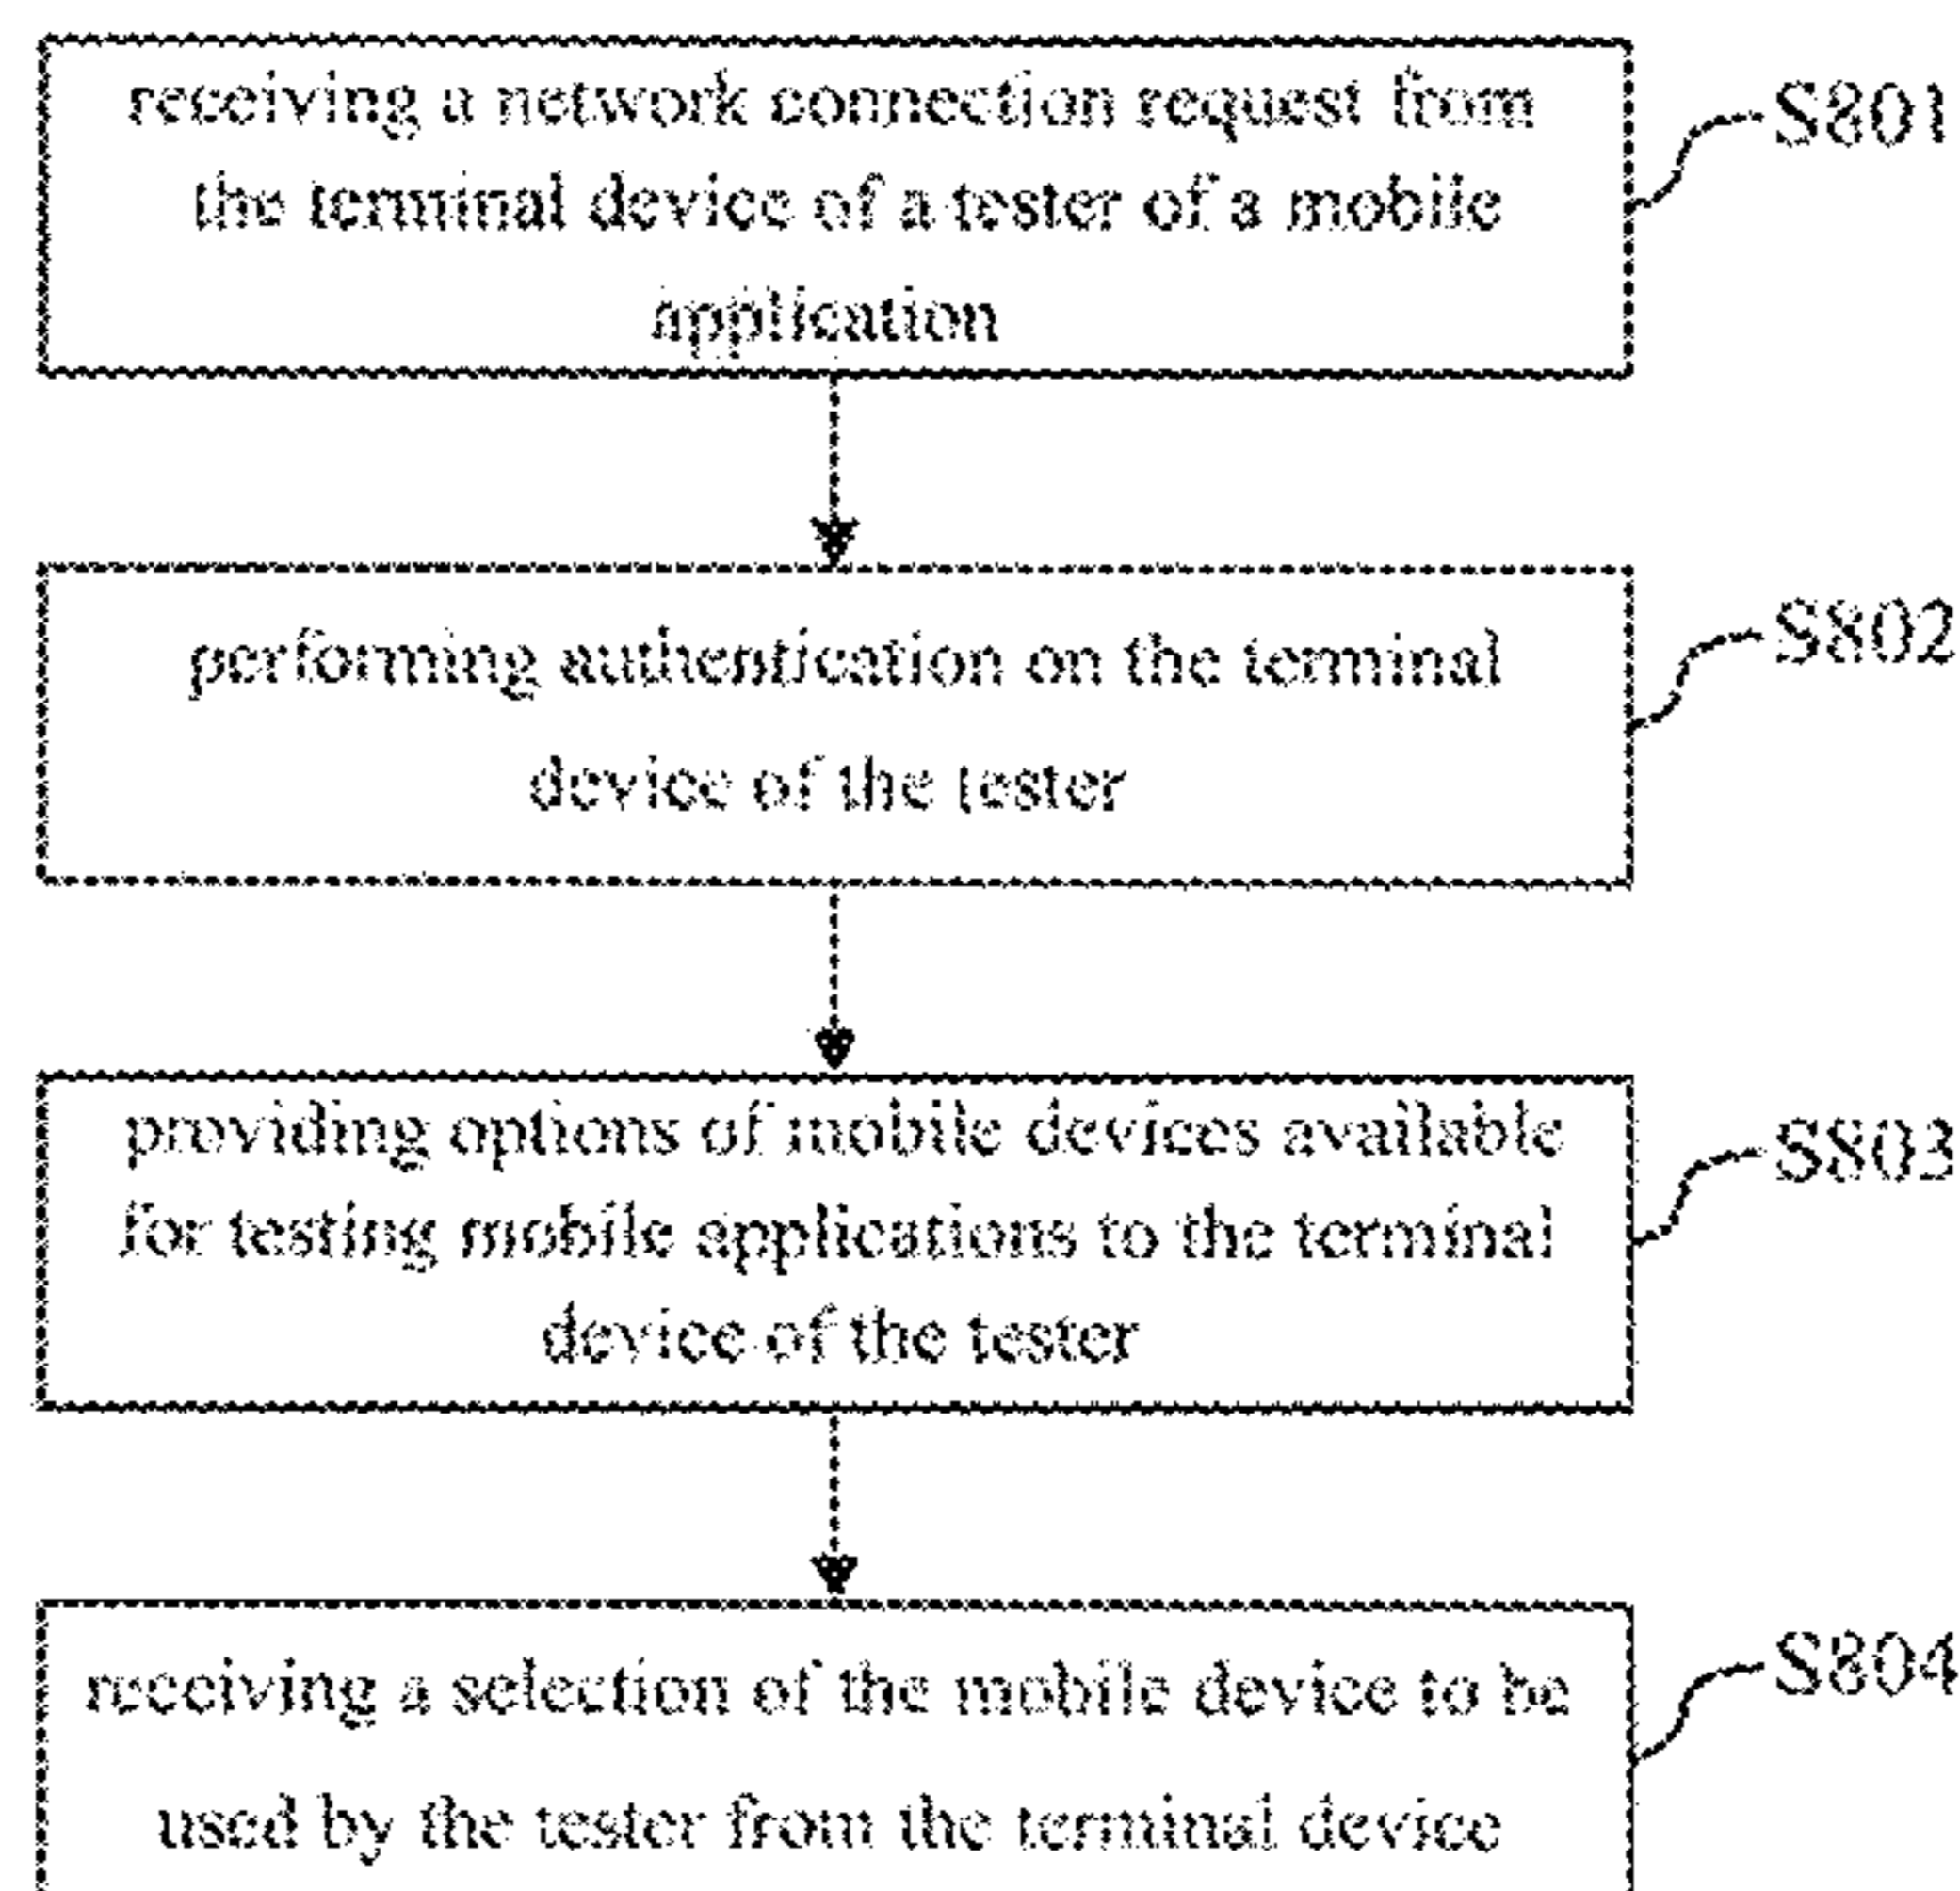 receiving a network connection request from
the terminal device of a tester of a mobile
application
S801
performing authentication on the terminal
device of the tester
S802
providing options of mobile devices available
for testing mobile applications to the terminal
device of the tester
S803
receiving a selection of the mobile device to be
used by the tester from the terminal device
S804